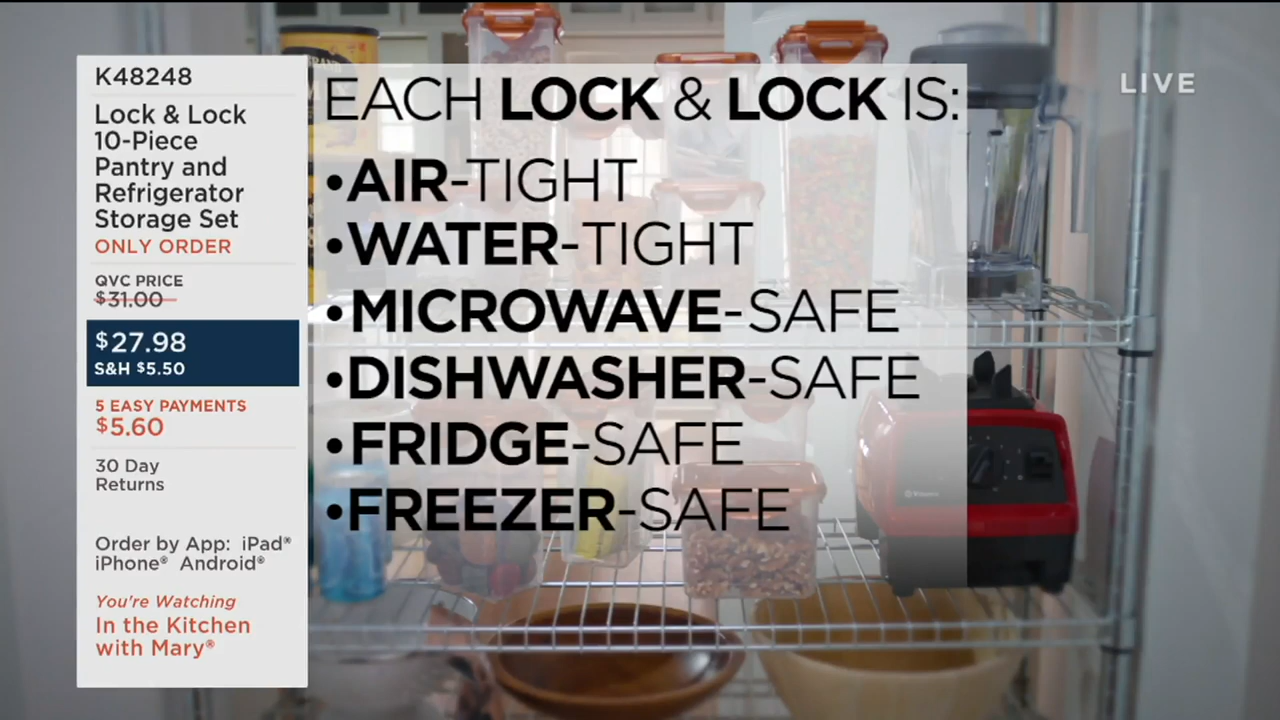 K48248
Lock & Lock
10-Piece
Pantry and
Refrigerator
Storage Set
ONLY ORDER
QVC PRICE
$31.00
$27.98
S&H $5.50
5 EASY PAYMENTS
$5.60
30 Day
Returns
Order by App: iPad®
iPhone® Android®
You're Watching
In the Kitchen
with Mary®
EACH LOCK & LOCK IS:
•AIR-TIGHT
•WATER-TIGHT
•MICROWAVE-SAFE
•DISHWASHER-SAFE
•FRIDGE-SAFE
•FREEZER-SAFE
LIVE